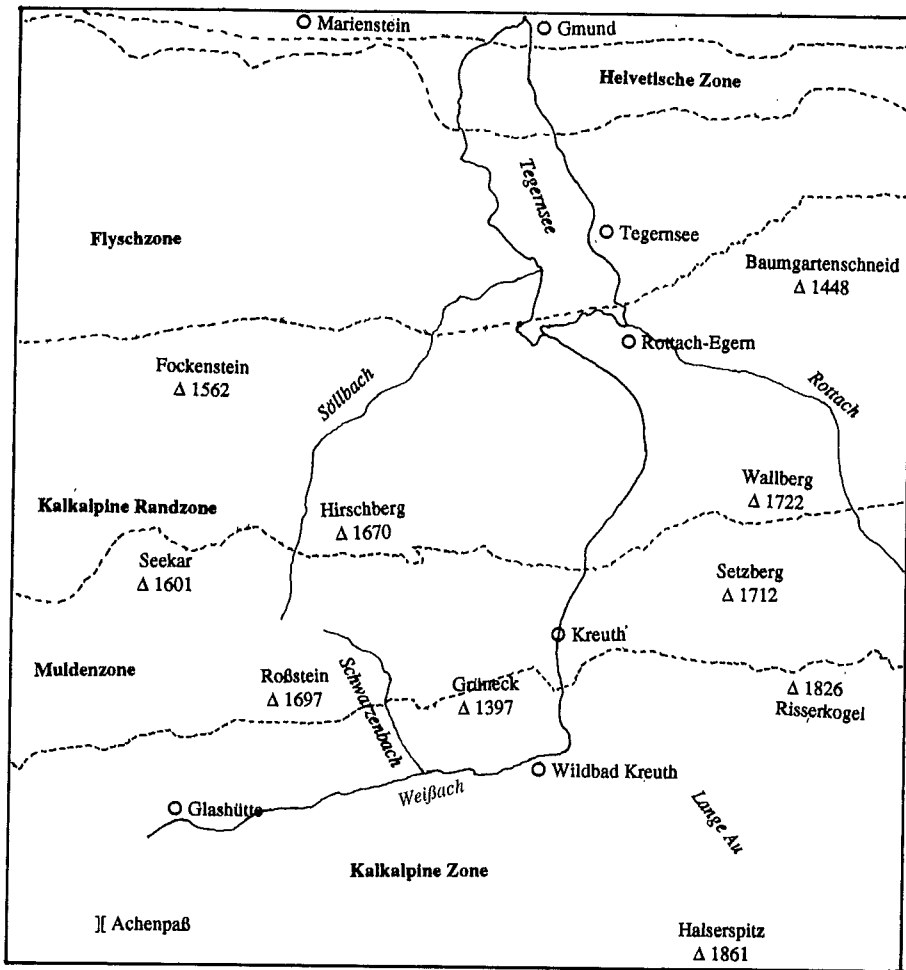 Marienstein
Gmund
Helvetische Zone
Tegernsee
Tegernsee
Flyschzone
Baumgartenschneid
Δ 1448
Rottach-Egern
Fockenstein
Δ 1562
Söllbach
Rottach
Wallberg
Δ 1722
Kalkalpine Randzone
Hirschberg
Δ 1670
Seekar
Δ 1601
Setzberg
Δ 1712
Kreuth
Muldenzone
Roßstein
Δ 1697
Schwarzenbach
Grüneck
Δ 1397
Δ 1826
Risserkogel
Wildbad Kreuth
Weißach
Glashütte
Lange Au
Kalkalpine Zone
][ Achenpaß
Halserspitz
Δ 1861